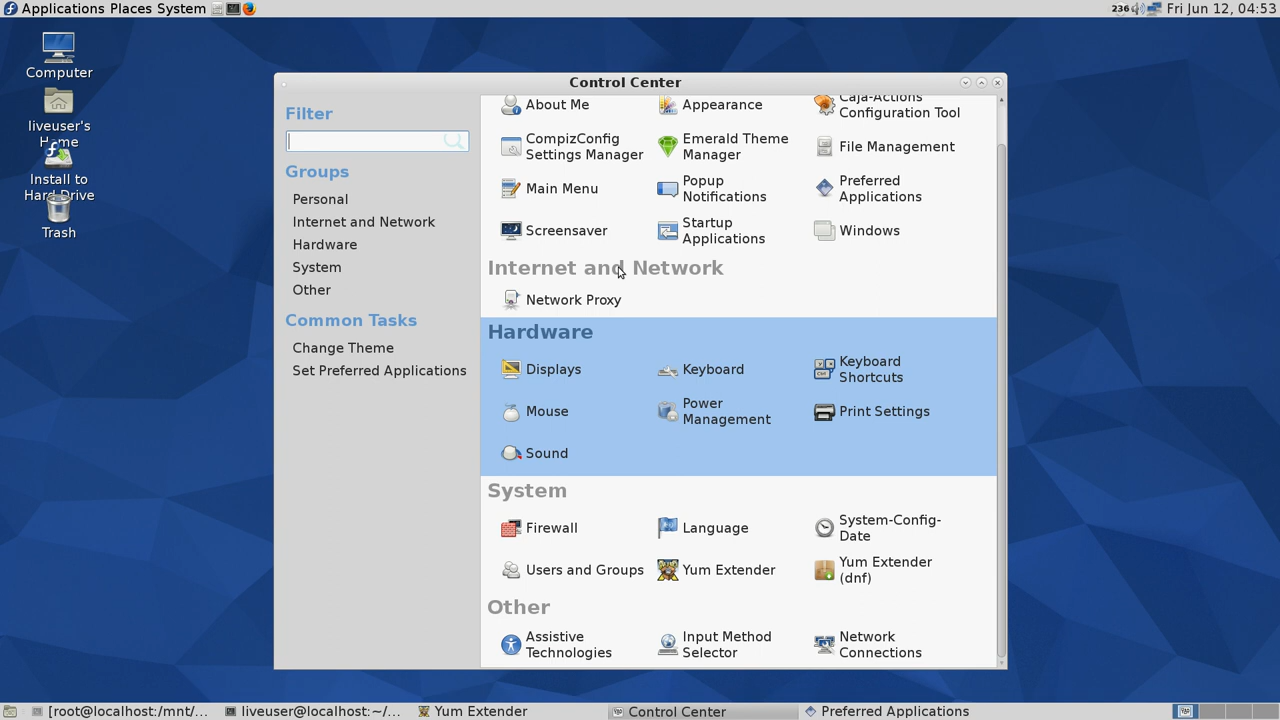 Applications Places System
236
Fri Jun 12, 04:53
Computer
liveuser's
Home
Install to
Hard Drive
Trash
Control Center
Filter
Groups
Personal
Internet and Network
Hardware
System
Other
Common Tasks
Change Theme
Set Preferred Applications
About Me
Appearance
Caja-Actions
Configuration Tool
CompizConfig
Settings Manager
Emerald Theme
Manager
File Management
Main Menu
Popup
Notifications
Preferred
Applications
Screensaver
Startup
Applications
Windows
Internet and Network
Network Proxy
Hardware
Displays
Keyboard
Keyboard
Shortcuts
Mouse
Power
Management
Print Settings
Sound
System
Firewall
Language
System-Config-
Date
Users and Groups
Yum Extender
Yum Extender
(dnf)
Other
Assistive
Technologies
Input Method
Selector
Network
Connections
[root@localhost:/mnt/...
liveuser@localhost:~/...
Yum Extender
Control Center
Preferred Applications